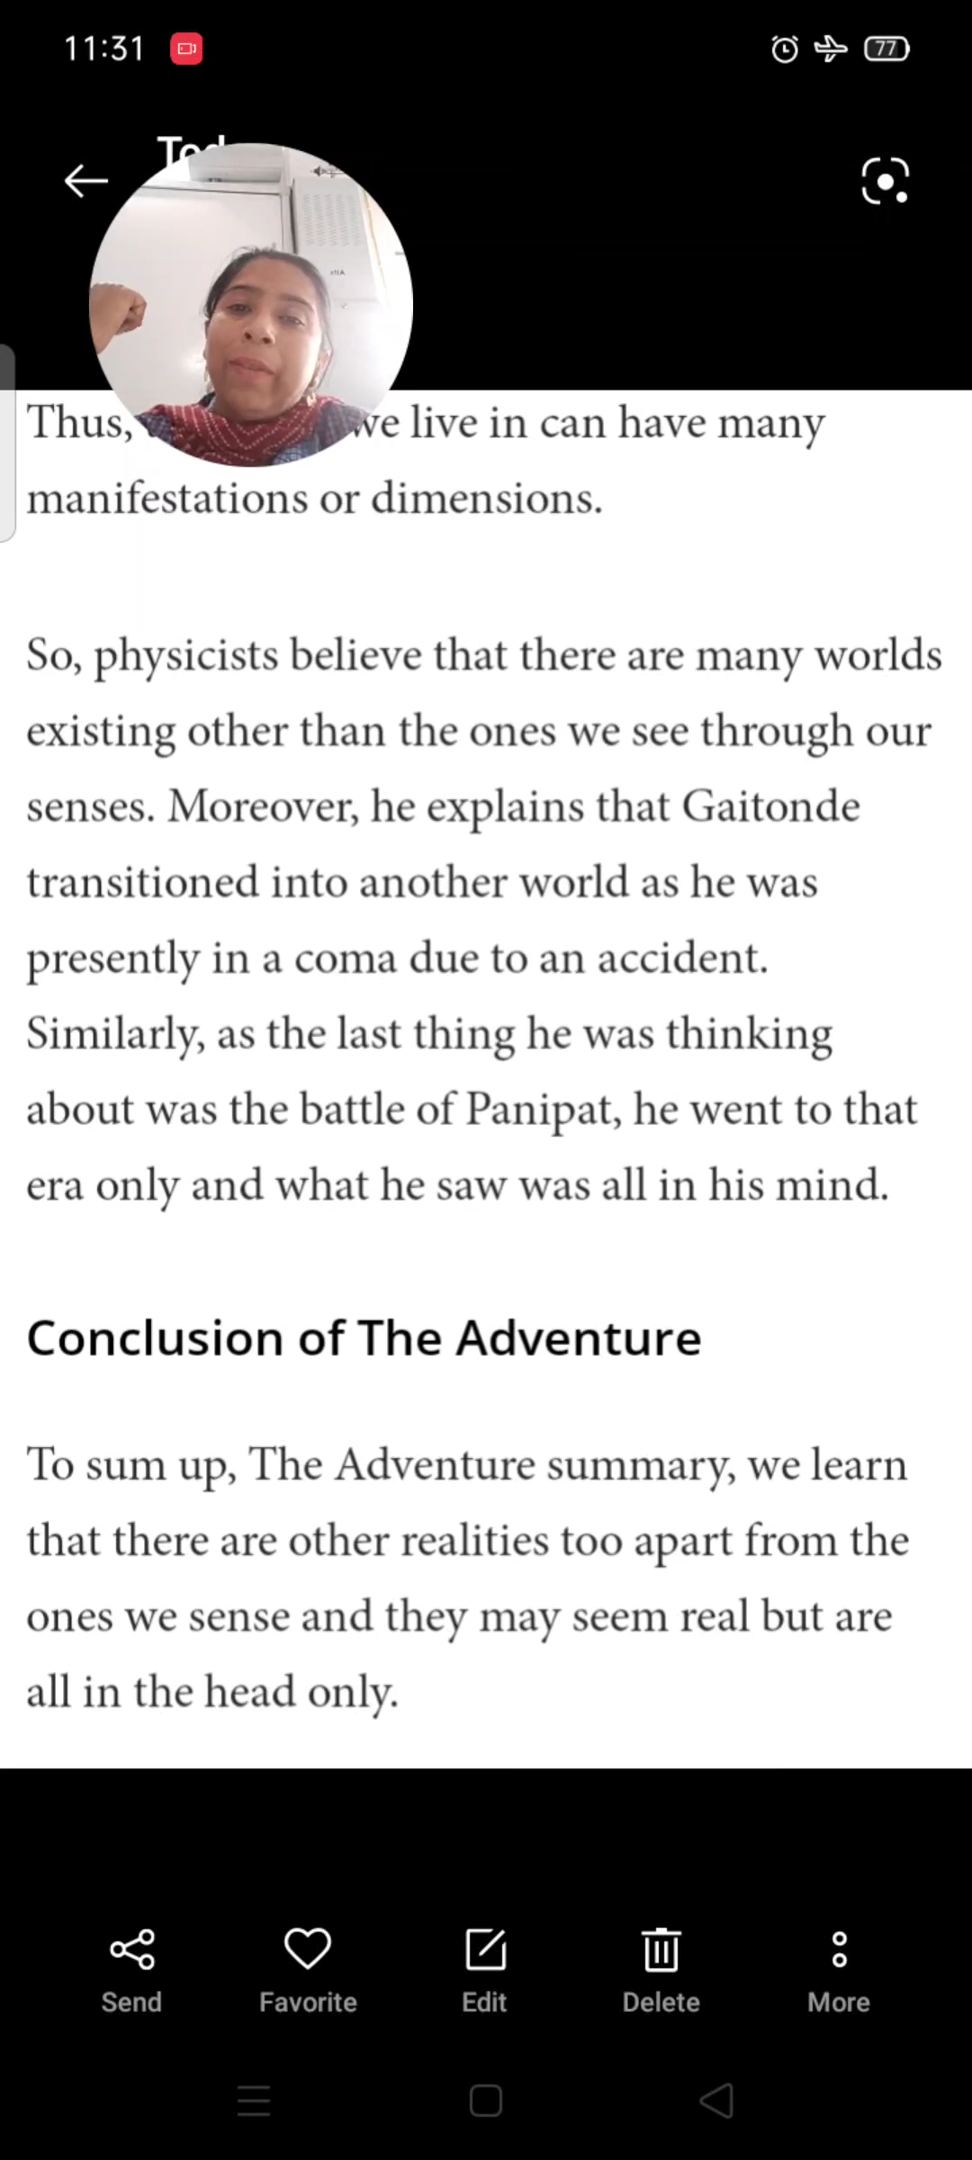 11:31
77
Thus, we live in can have many
manifestations or dimensions.
So, physicists believe that there are many worlds
existing other than the ones we see through our
senses. Moreover, he explains that Gaitonde
transitioned into another world as he was
presently in a coma due to an accident.
Similarly, as the last thing he was thinking
about was the battle of Panipat, he went to that
era only and what he saw was all in his mind.
Conclusion of The Adventure
To sum up, The Adventure summary, we learn
that there are other realities too apart from the
ones we sense and they may seem real but are
all in the head only.
Send Favorite Edit Delete More